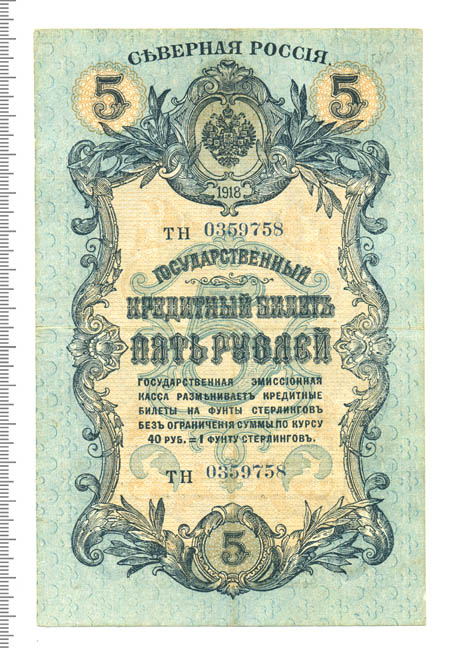 СѢВЕРНАЯ РОССІЯ.
5 5
1918
ТН 0359758
ГОСУДАРСТВЕННЫЙ
КРЕДИТНЫЙ БИЛЕТЪ
ПЯТЬ РУБЛЕЙ
ГОСУДАРСТВЕННАЯ ЭМИССІОННАЯ
КАССА РАЗМѢНИВАЕТЪ КРЕДИТНЫЕ
БИЛЕТЫ НА ФУНТЫ СТЕРЛИНГОВЪ
БЕЗЪ ОГРАНИЧЕНІЯ СУММЫ, ПО КУРСУ
40 РУБ. = 1 ФУНТУ СТЕРЛИНГОВЪ.
ТН 0359758
5